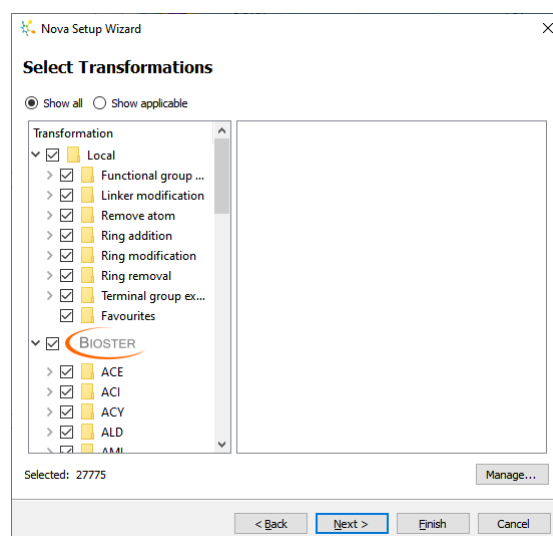 Nova Setup Wizard
Select Transformations
Show all Show applicable
Transformation
Local
Functional group ...
Linker modification
Remove atom
Ring addition
Ring modification
Ring removal
Terminal group ex...
Favourites
BIOSTER
ACE
ACI
ACY
ALD
Selected: 27775
Manage...
< Back Next > Finish Cancel